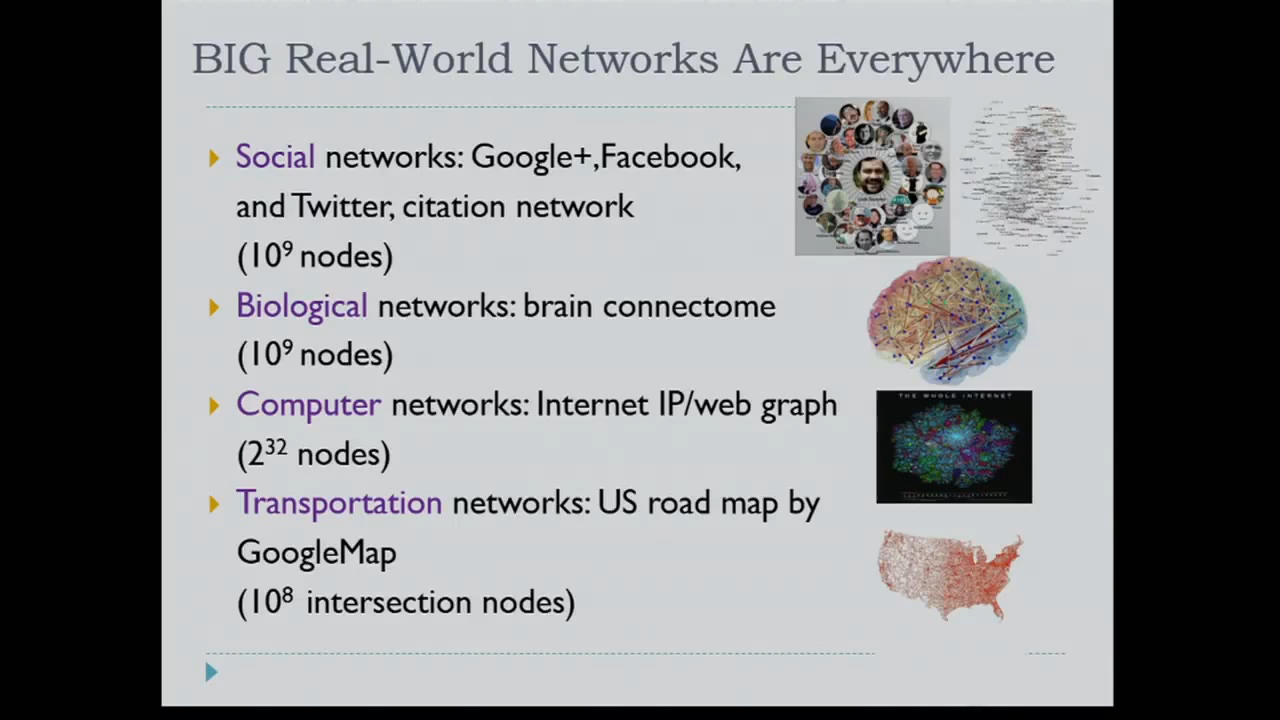 BIG Real-World Networks Are Everywhere
Social networks: Google+,Facebook,
and Twitter, citation network
(10⁹ nodes)
Biological networks: brain connectome
(10⁹ nodes)
Computer networks: Internet IP/web graph
(2³² nodes)
Transportation networks: US road map by
GoogleMap
(10⁸ intersection nodes)
THE WHOLE INTERNET